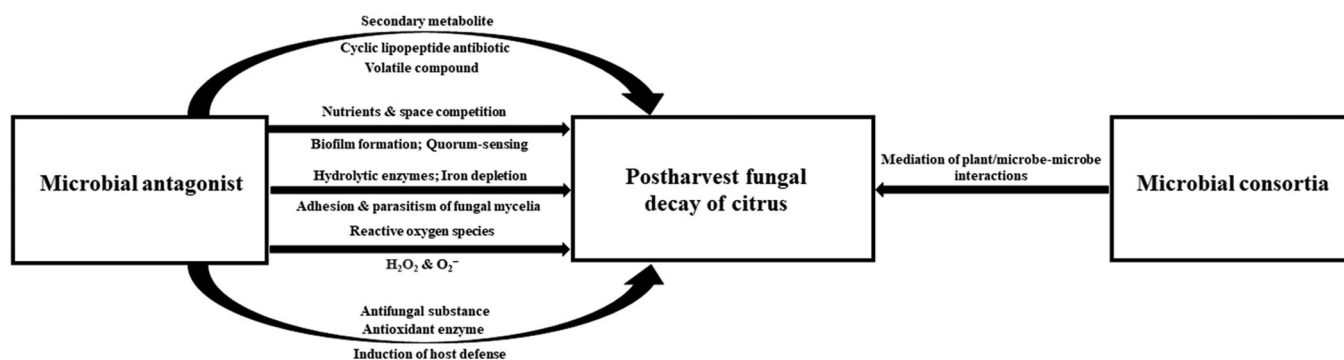 Secondary metabolite
Cyclic lipopeptide antibiotic
Volatile compound
Microbial antagonist
Nutrients & space competition
Biofilm formation; Quorum-sensing
Hydrolytic enzymes; Iron depletion
Adhesion & parasitism of fungal mycelia
Reactive oxygen species
H₂O₂ & O₂⁻
Antifungal substance
Antioxidant enzyme
Induction of host defense
Postharvest fungal
decay of citrus
Mediation of plant/microbe-microbe
interactions
Microbial consortia